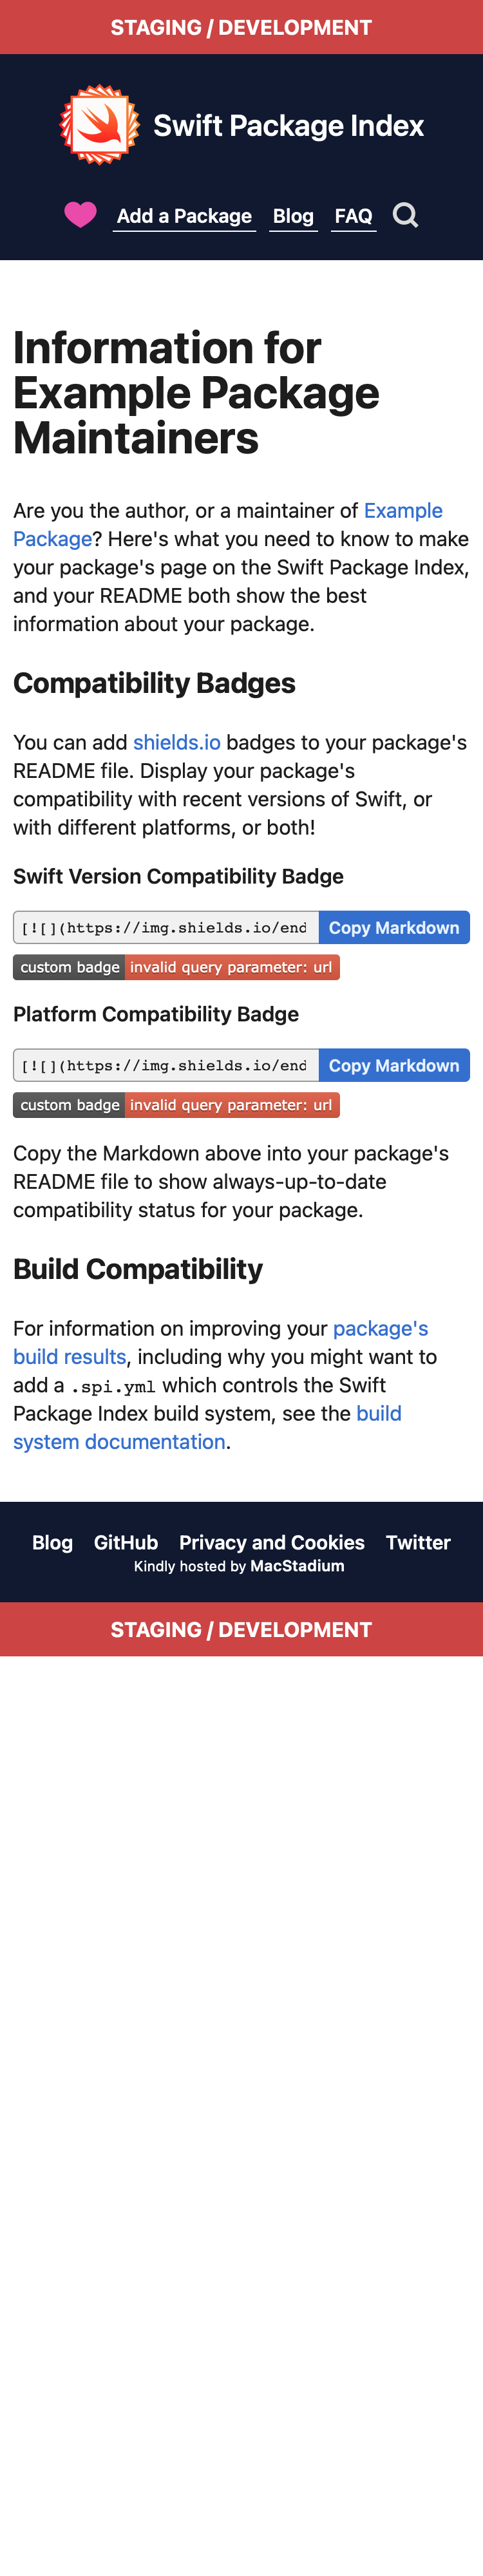 STAGING / DEVELOPMENT
Swift Package Index
Add a Package Blog FAQ
Information for
Example Package
Maintainers
Are you the author, or a maintainer of Example
Package? Here's what you need to know to make
your package's page on the Swift Package Index,
and your README both show the best
information about your package.
Compatibility Badges
You can add shields.io badges to your package's
README file. Display your package's
compatibility with recent versions of Swift, or
with different platforms, or both!
Swift Version Compatibility Badge
[![](https://img.shields.io/end Copy Markdown
custom badge invalid query parameter: url
Platform Compatibility Badge
[![](https://img.shields.io/end Copy Markdown
custom badge invalid query parameter: url
Copy the Markdown above into your package's
README file to show always-up-to-date
compatibility status for your package.
Build Compatibility
For information on improving your package's
build results, including why you might want to
add a .spi.yml which controls the Swift
Package Index build system, see the build
system documentation.
Blog GitHub Privacy and Cookies Twitter
Kindly hosted by MacStadium
STAGING / DEVELOPMENT